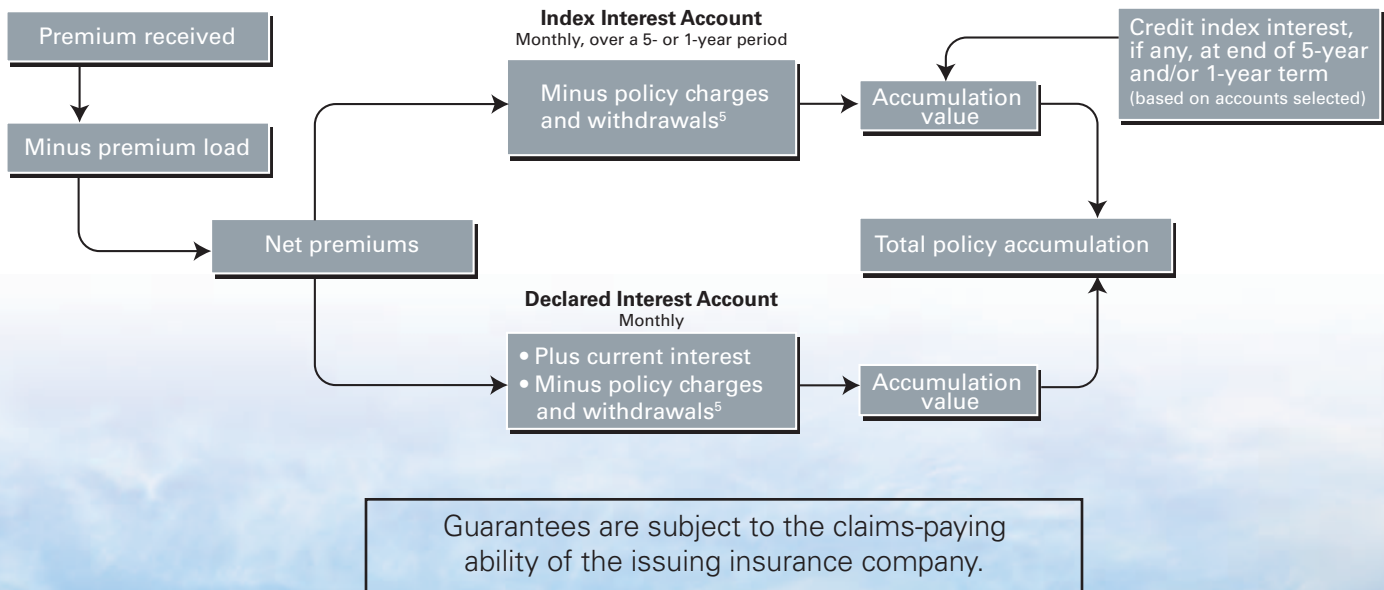 Premium received
Minus premium load
Net premiums
Index Interest Account
Monthly, over a 5- or 1-year period
Minus policy charges
and withdrawals⁵
Accumulation
value
Credit index interest,
if any, at end of 5-year
and/or 1-year term
(based on accounts selected)
Total policy accumulation
Declared Interest Account
Monthly
• Plus current interest
• Minus policy charges
and withdrawals⁵
Accumulation
value
Guarantees are subject to the claims-paying
ability of the issuing insurance company.